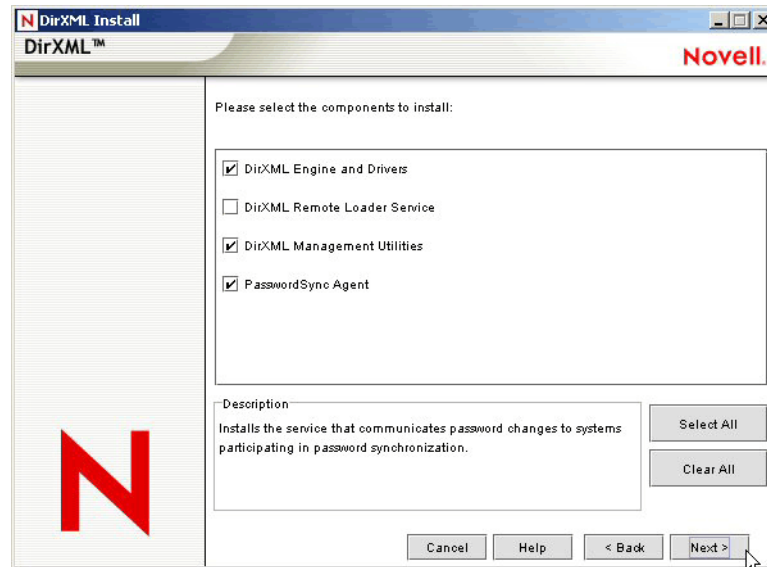 N DirXML Install
DirXML™
Novell.
Please select the components to install:
DirXML Engine and Drivers
DirXML Remote Loader Service
DirXML Management Utilities
PasswordSync Agent
Description
Installs the service that communicates password changes to systems
participating in password synchronization.
Select All
Clear All
N
Cancel
Help
< Back
Next >